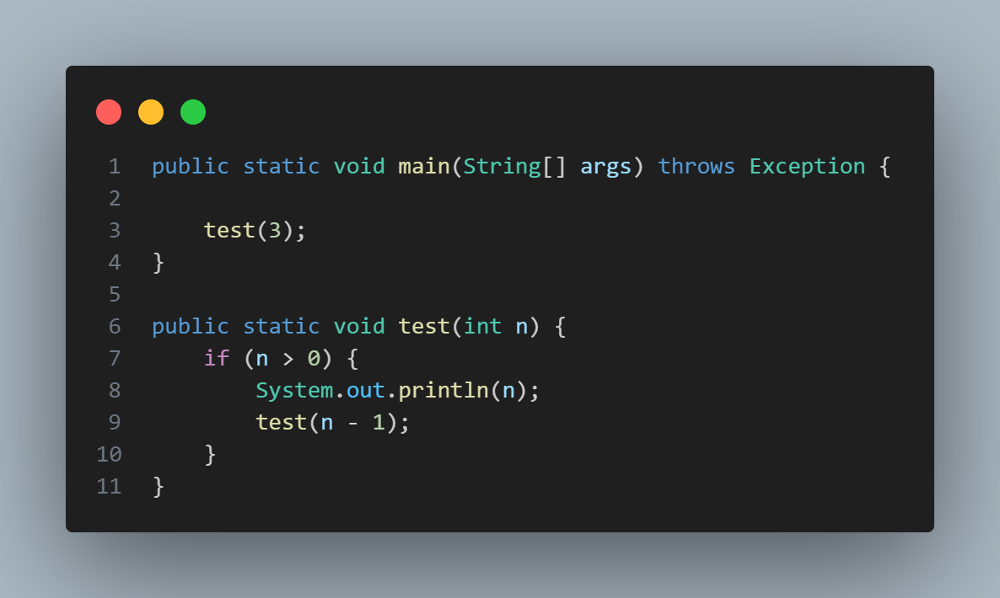 1 public static void main(String[] args) throws Exception {
2
3     test(3);
4 }
5
6 public static void test(int n) {
7     if (n > 0) {
8         System.out.println(n);
9         test(n - 1);
10     }
11 }